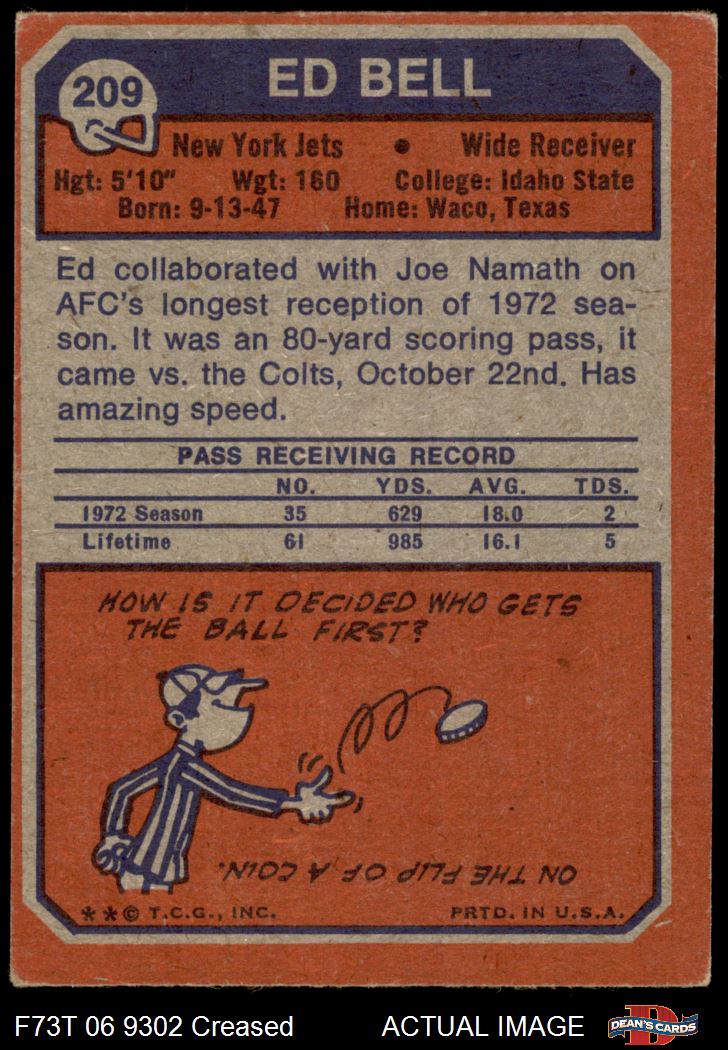 209
ED BELL
New York Jets • Wide Receiver
Hgt: 5'10" Wgt: 160 College: Idaho State
Born: 9-13-47 Home: Waco, Texas
Ed collaborated with Joe Namath on
AFC's longest reception of 1972 sea-
son. It was an 80-yard scoring pass, it
came vs. the Colts, October 22nd. Has
amazing speed.
PASS RECEIVING RECORD
NO. YDS. AVG. TDS.
1972 Season 35 629 18.0 2
Lifetime 61 985 16.1 5
HOW IS IT DECIDED WHO GETS
THE BALL FIRST?
ON THE FLIP OF A COIN.
**© T.C.G., INC. PRTD. IN U.S.A.
F73T 06 9302 Creased ACTUAL IMAGE
D
DEAN'S CARDS